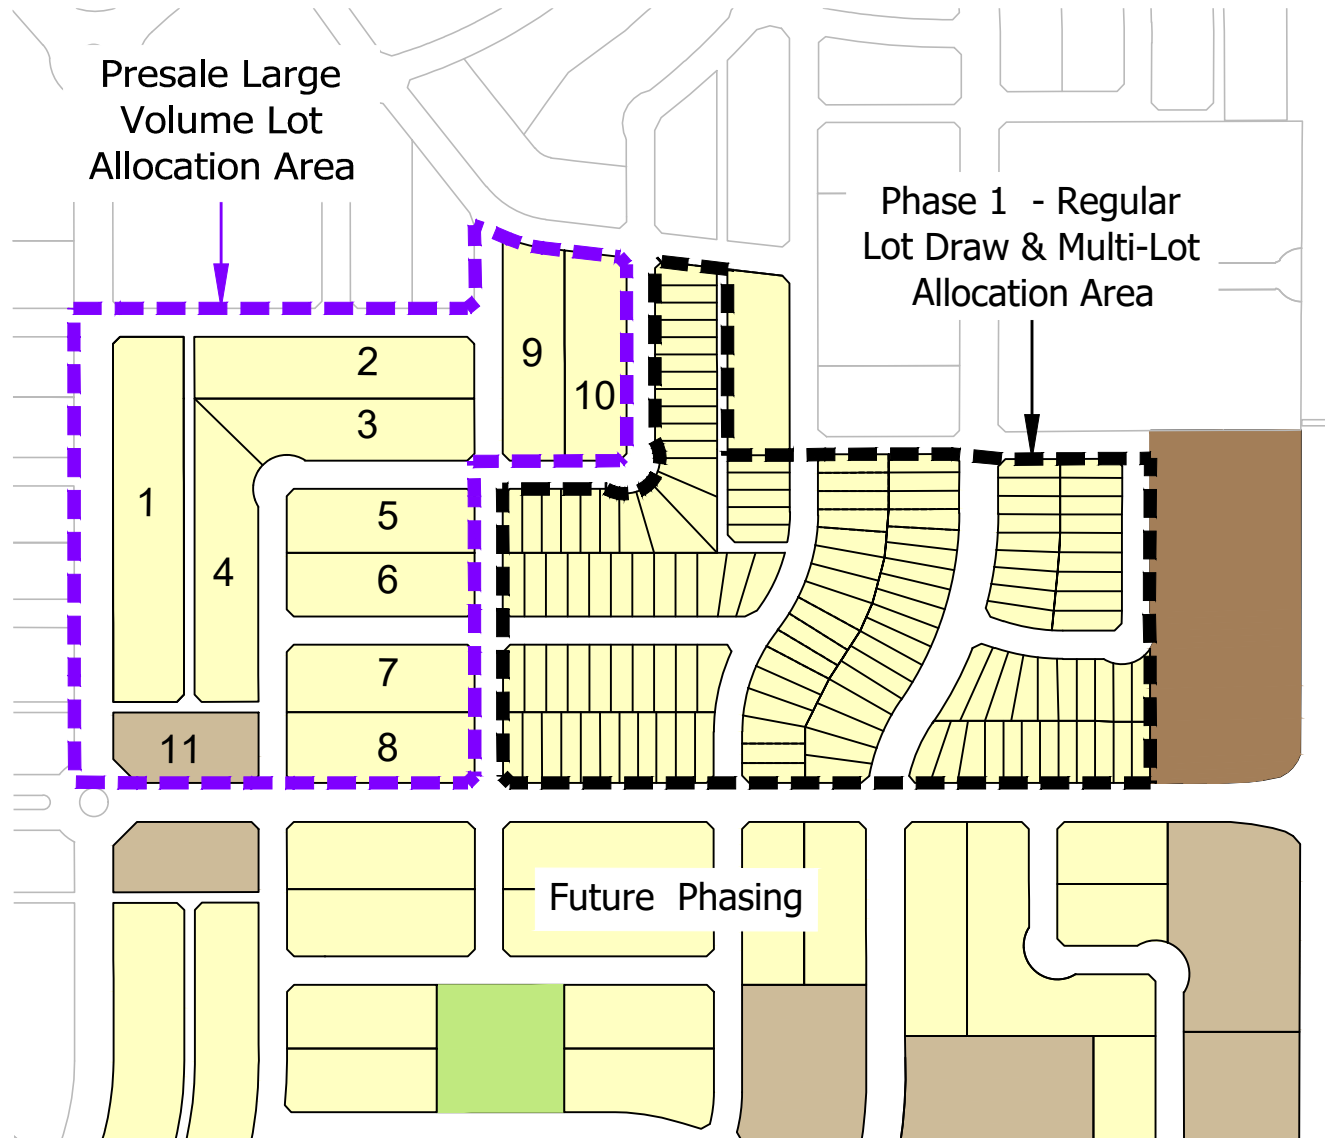 Presale Large
Volume Lot
Allocation Area
Phase 1 - Regular
Lot Draw & Multi-Lot
Allocation Area
9
2
10
3
1
5
4
6
7
11
8
Future Phasing